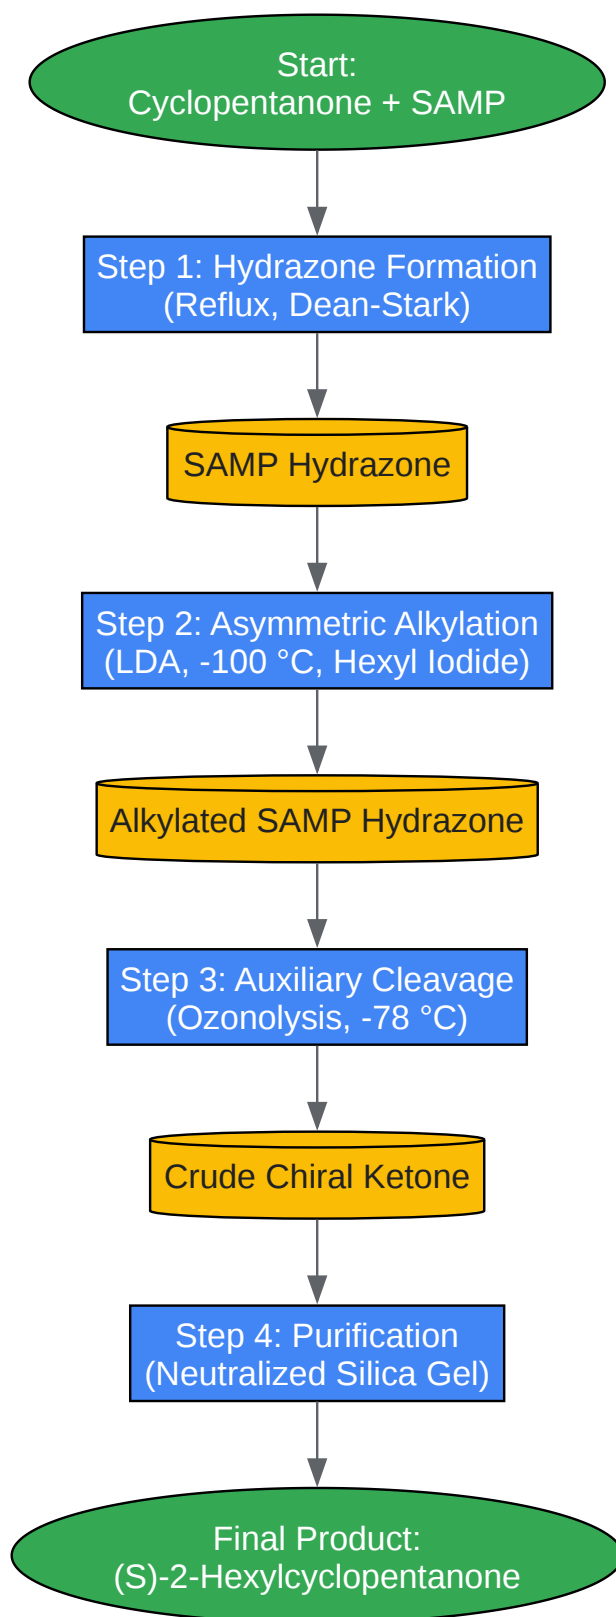 Start:
Cyclopentanone + SAMP
Step 1: Hydrazone Formation
(Reflux, Dean-Stark)
SAMP Hydrazone
Step 2: Asymmetric Alkylation
(LDA, -100 °C, Hexyl Iodide)
Alkylated SAMP Hydrazone
Step 3: Auxiliary Cleavage
(Ozonolysis, -78 °C)
Crude Chiral Ketone
Step 4: Purification
(Neutralized Silica Gel)
Final Product:
(S)-2-Hexylcyclopentanone